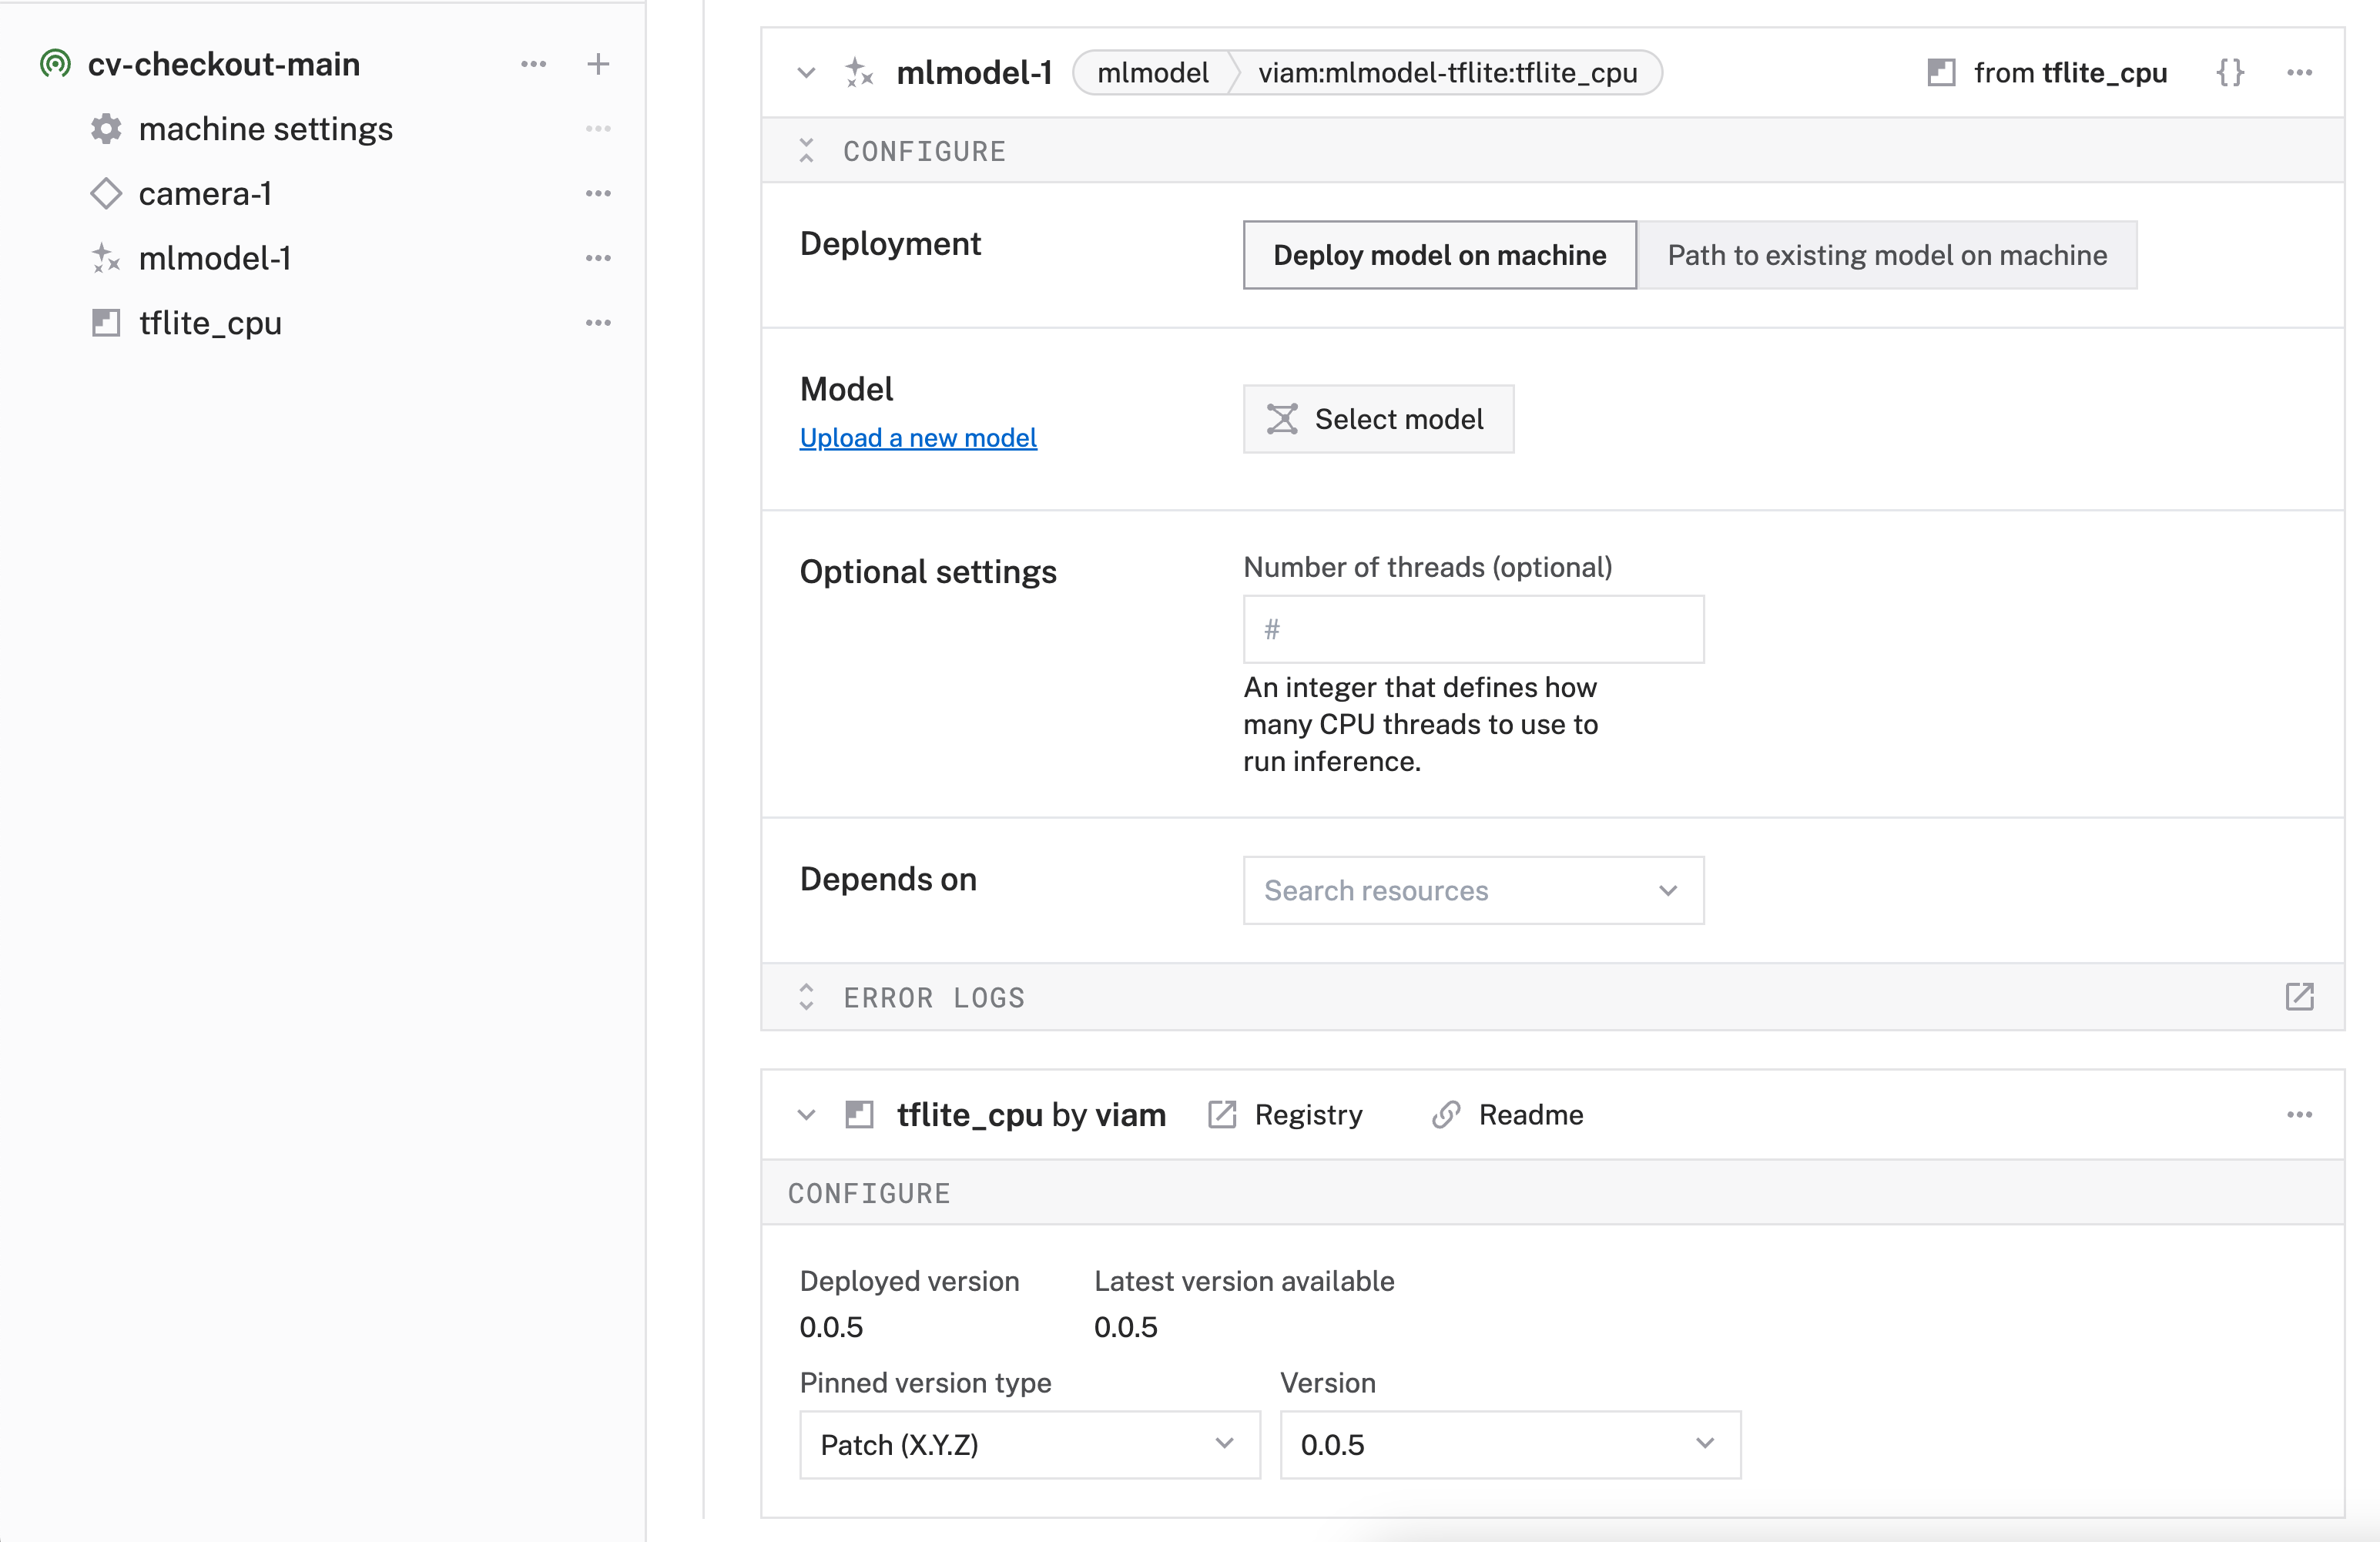 cv-checkout-main
machine settings
camera-1
mlmodel-1
tflite_cpu
mlmodel-1 mlmodel viam:mlmodel-tflite:tflite_cpu from tflite_cpu {}
CONFIGURE
Deployment
Deploy model on machine Path to existing model on machine
Model
Upload a new model
Select model
Optional settings
Number of threads (optional)
#
An integer that defines how
many CPU threads to use to
run inference.
Depends on
Search resources
ERROR LOGS
tflite_cpu by viam Registry Readme
CONFIGURE
Deployed version Latest version available
0.0.5 0.0.5
Pinned version type Version
Patch (X.Y.Z) 0.0.5